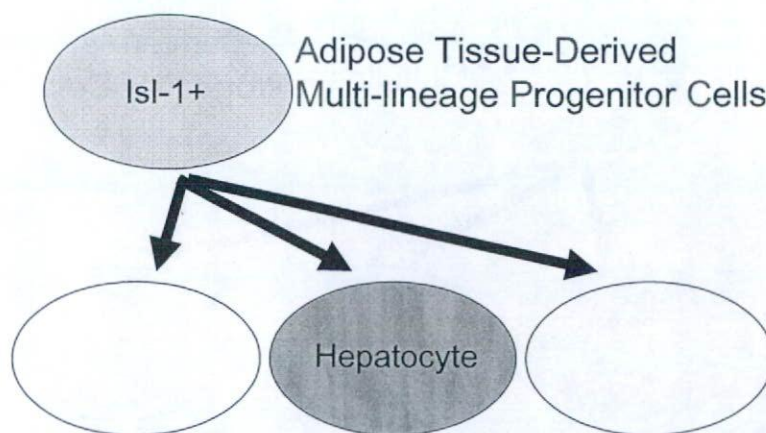 Isl-1+
Adipose Tissue-Derived
Multi-lineage Progenitor Cells
Hepatocyte